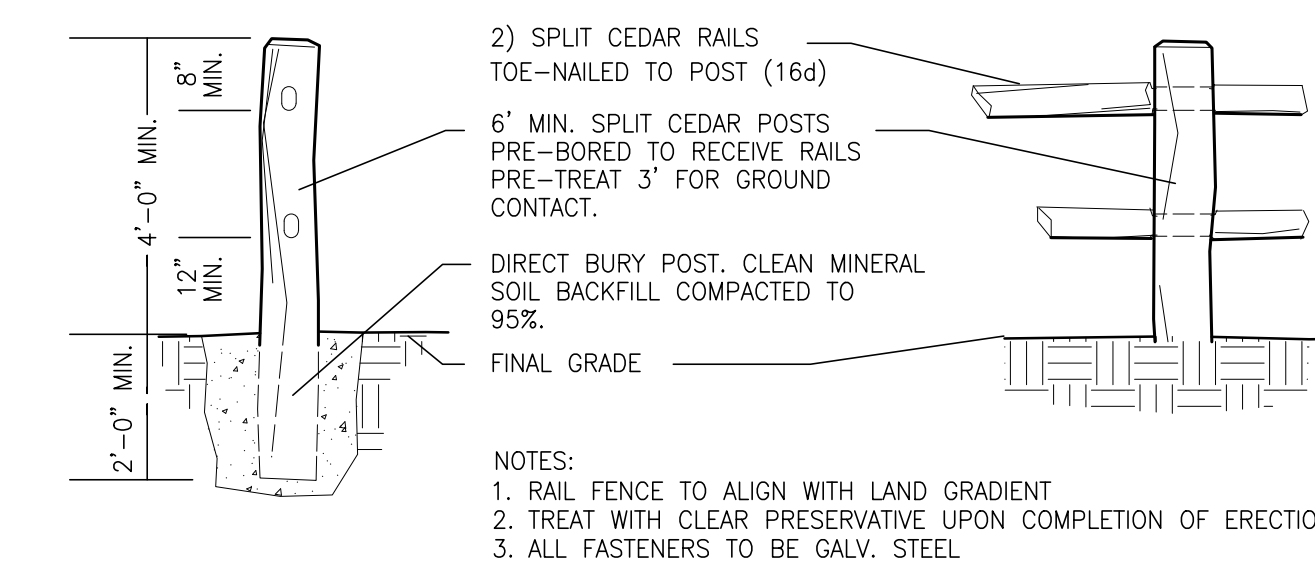 2) SPLIT CEDAR RAILS
TOE-NAILED TO POST (16d)
6' MIN. SPLIT CEDAR POSTS
PRE-BORED TO RECEIVE RAILS
PRE-TREAT 3' FOR GROUND
CONTACT.
DIRECT BURY POST. CLEAN MINERAL
SOIL BACKFILL COMPACTED TO
95%.
FINAL GRADE
8"
MIN.
4'-0" MIN.
12"
MIN.
2'-0" MIN.
NOTES:
1. RAIL FENCE TO ALIGN WITH LAND GRADIENT
2. TREAT WITH CLEAR PRESERVATIVE UPON COMPLETION OF ERECTIO
3. ALL FASTENERS TO BE GALV. STEEL